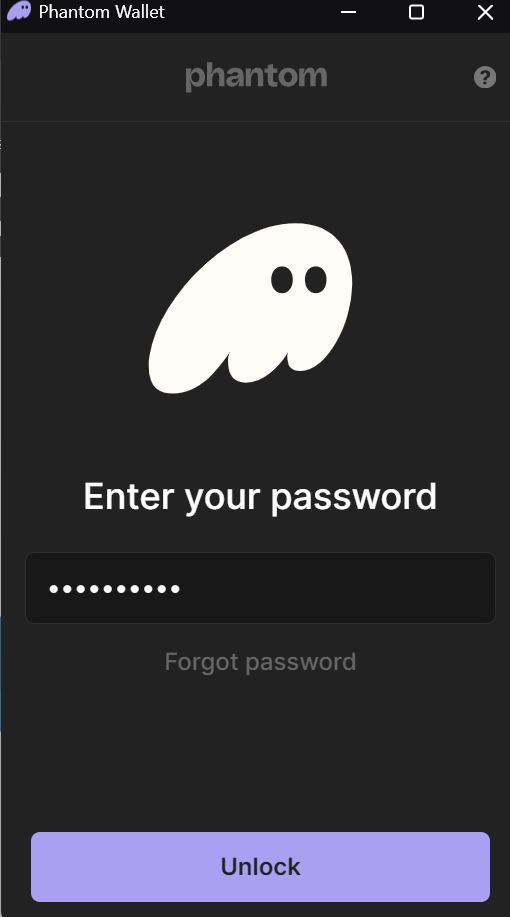 Phantom Wallet
phantom
?
Enter your password
••••••••••
Forgot password
Unlock